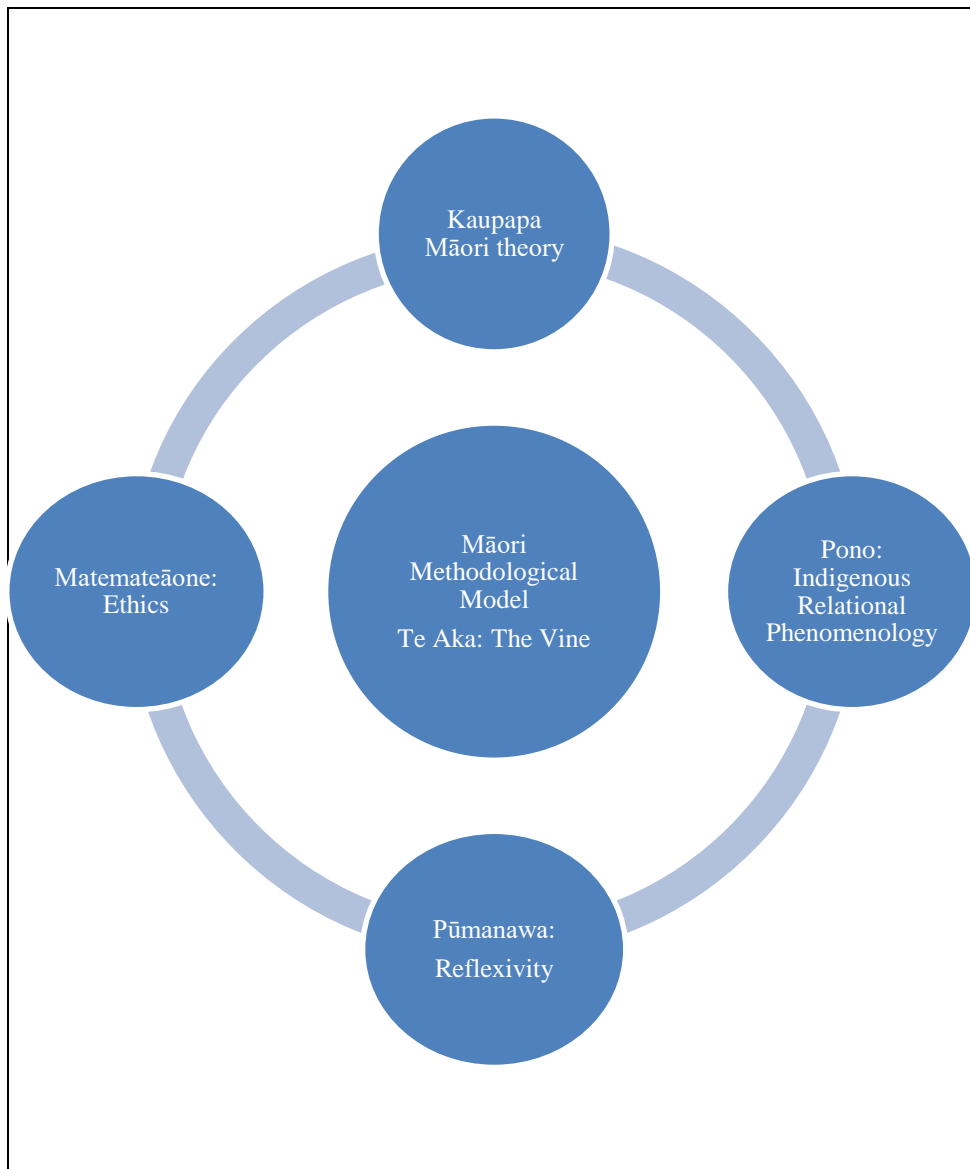 Kaupapa
Māori theory
Māori
Methodological
Model
Te Aka: The Vine
Pono:
Indigenous
Relational
Phenomenology
Matemateāone:
Ethics
Pūmanawa:
Reflexivity